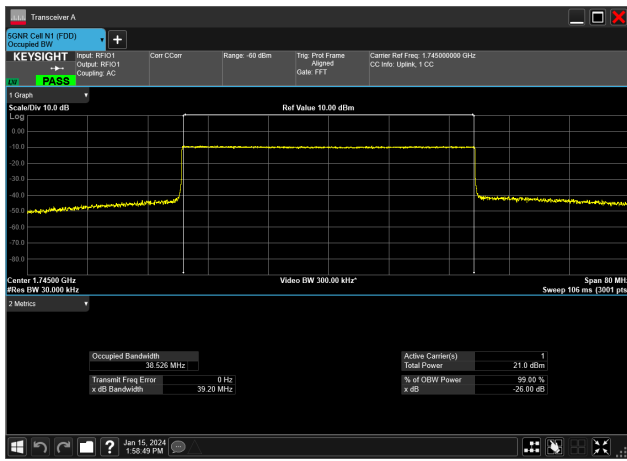 Transceiver A
5GNR Cell N1 (FDD)
Occupied BW
KEYSIGHT
Input: RFIO1
Output: RFIO1
Coupling: AC
Corr CCorr
Range: -60 dBm
Trig: Prot Frame
Aligned
Gate: FFT
Carrier Ref Freq: 1.745000000 GHz
CC Info: Uplink, 1 CC
PASS
1 Graph
Scale/Div 10.0 dB
Ref Value 10.00 dBm
Log
0.00
-10.0
-20.0
-30.0
-40.0
-50.0
-60.0
-70.0
-80.0
Center 1.74500 GHz
Video BW 300.00 kHz*
Span 80 MHz
#Res BW 30.000 kHz
Sweep 106 ms (3001 pts
2 Metrics
Occupied Bandwidth
38.526 MHz
Transmit Freq Error 0 Hz
x dB Bandwidth 39.20 MHz
Active Carrier(s) 1
Total Power 21.0 dBm
% of OBW Power 99.00 %
x dB -26.00 dB
Jan 15, 2024
1:58:49 PM